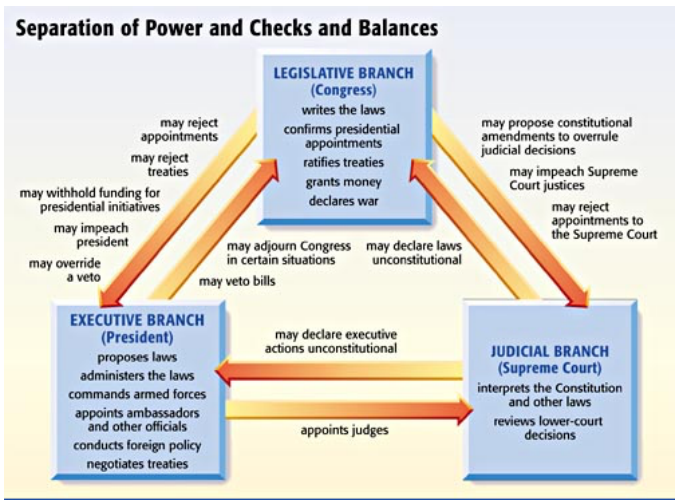 Separation of Power and Checks and Balances
LEGISLATIVE BRANCH
(Congress)
writes the laws
confirms presidential
appointments
ratifies treaties
grants money
declares war
may reject
appointments
may reject
treaties
may withhold funding for
presidential initiatives
may impeach
president
may override
a veto
may propose constitutional
amendments to overrule
judicial decisions
may impeach Supreme
Court justices
may reject
appointments to
the Supreme Court
may adjourn Congress
in certain situations
may veto bills
may declare laws
unconstitutional
EXECUTIVE BRANCH
(President)
proposes laws
administers the laws
commands armed forces
appoints ambassadors
and other officials
conducts foreign policy
negotiates treaties
may declare executive
actions unconstitutional
appoints judges
JUDICIAL BRANCH
(Supreme Court)
interprets the Constitution
and other laws
reviews lower-court
decisions